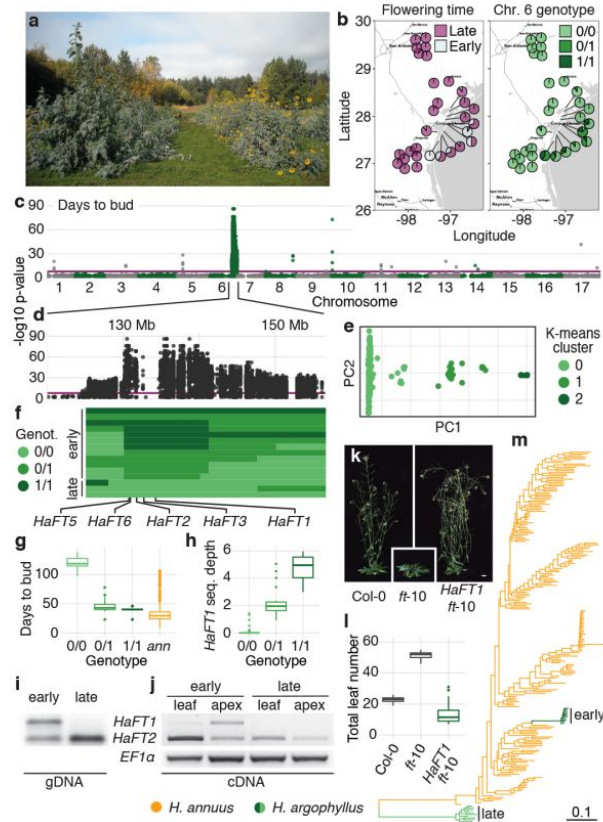 a
b
Flowering time
Chr. 6 genotype
Late
Early
0/0
0/1
1/1
Latitude
30
29
28
27
26
-98
-97
-98
-97
Longitude
c
Days to bud
90
60
30
0
1
2
3
4
5
6
7
8
9
10
11
12
13
14
15
16
17
Chromosome
-log10 p-value
130 Mb
150 Mb
d
90
60
30
0
e
PC2
PC1
K-means
cluster
0
1
2
f
Genot.
0/0
0/1
1/1
early
late
HaFT5
HaFT6
HaFT2
HaFT3
HaFT1
g
Days to bud
100
50
0
0/0
0/1
1/1
ann
Genotype
h
HaFT1 seq. depth
6
4
2
0
0/0
0/1
1/1
Genotype
i
early
late
gDNA
j
early
late
leaf
apex
leaf
apex
HaFT1
HaFT2
EF1α
cDNA
k
Col-0
ft-10
HaFT1
ft-10
l
Total leaf number
60
40
20
0
Col-0
ft-10
HaFT1
ft-10
m
early
late
0.1
H. annuus
H. argophyllus